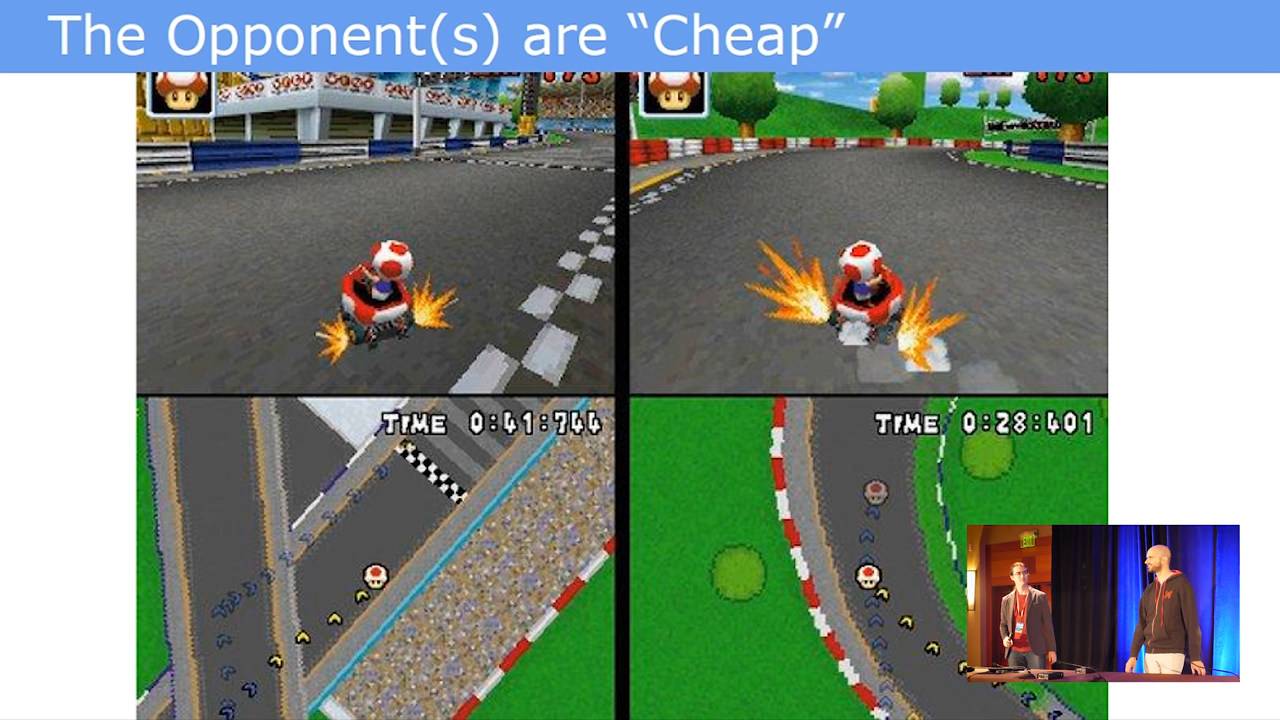 The Opponent(s) are “Cheap”
TIME 0:41:744
TIME 0:28:401